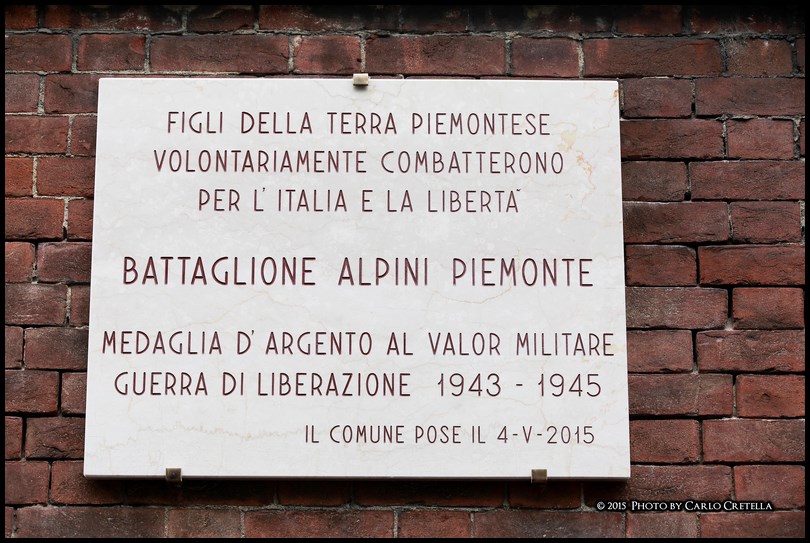 FIGLI DELLA TERRA PIEMONTESE
VOLONTARIAMENTE COMBATTERONO
PER L' ITALIA E LA LIBERTÀ
BATTAGLIONE ALPINI PIEMONTE
MEDAGLIA D' ARGENTO AL VALOR MILITARE
GUERRA DI LIBERAZIONE 1943 - 1945
IL COMUNE POSE IL 4-V-2015
© 2015 Photo by Carlo Cretella